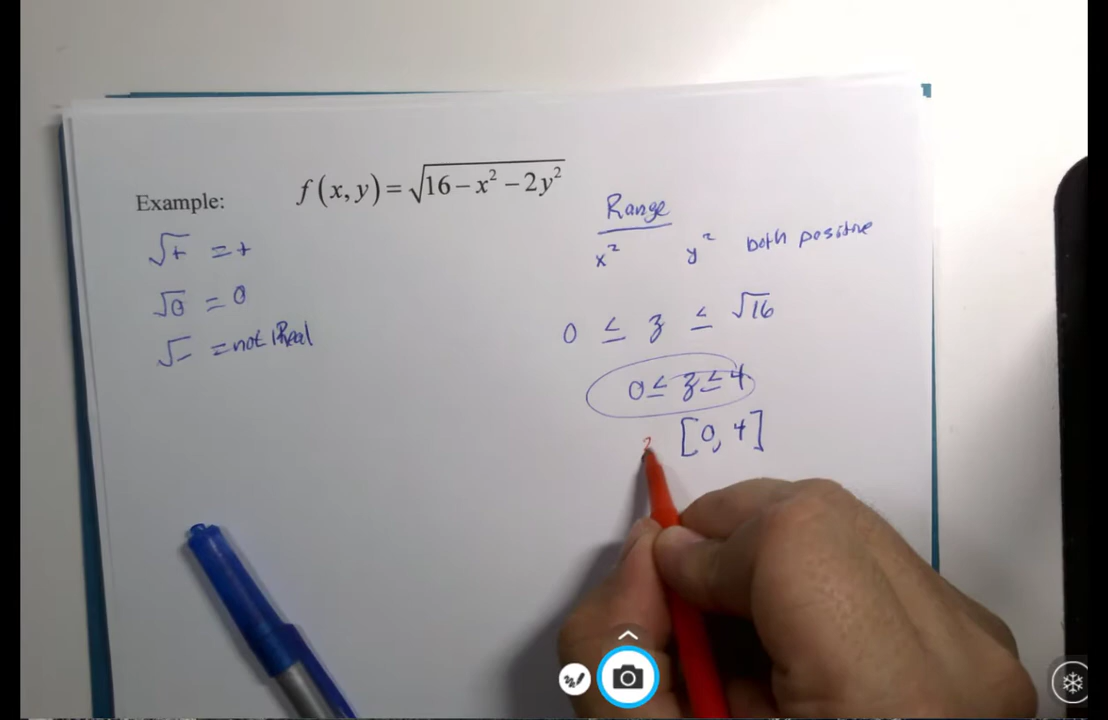 Example: f(x, y) = √(16 − x² − 2y²)
√+ = +
√0 = 0
√− = not Real
Range
x² y² both positive
0 ≤ z ≤ √16
0 ≤ z ≤ 4
[0, 4]